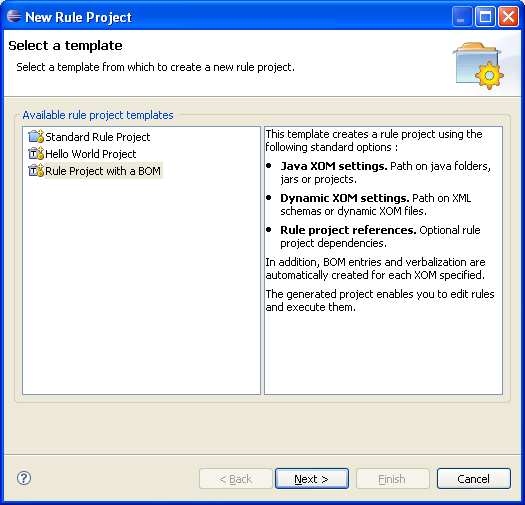 New Rule Project
Select a template
Select a template from which to create a new rule project.
Available rule project templates
Standard Rule Project
Hello World Project
Rule Project with a BOM
This template creates a rule project using the
following standard options :
• Java XOM settings. Path on java folders,
jars or projects.
• Dynamic XOM settings. Path on XML
schemas or dynamic XOM files.
• Rule project references. Optional rule
project dependencies.
In addition, BOM entries and verbalization are
automatically created for each XOM specified.
The generated project enables you to edit rules
and execute them.
?
< Back
Next >
Finish
Cancel